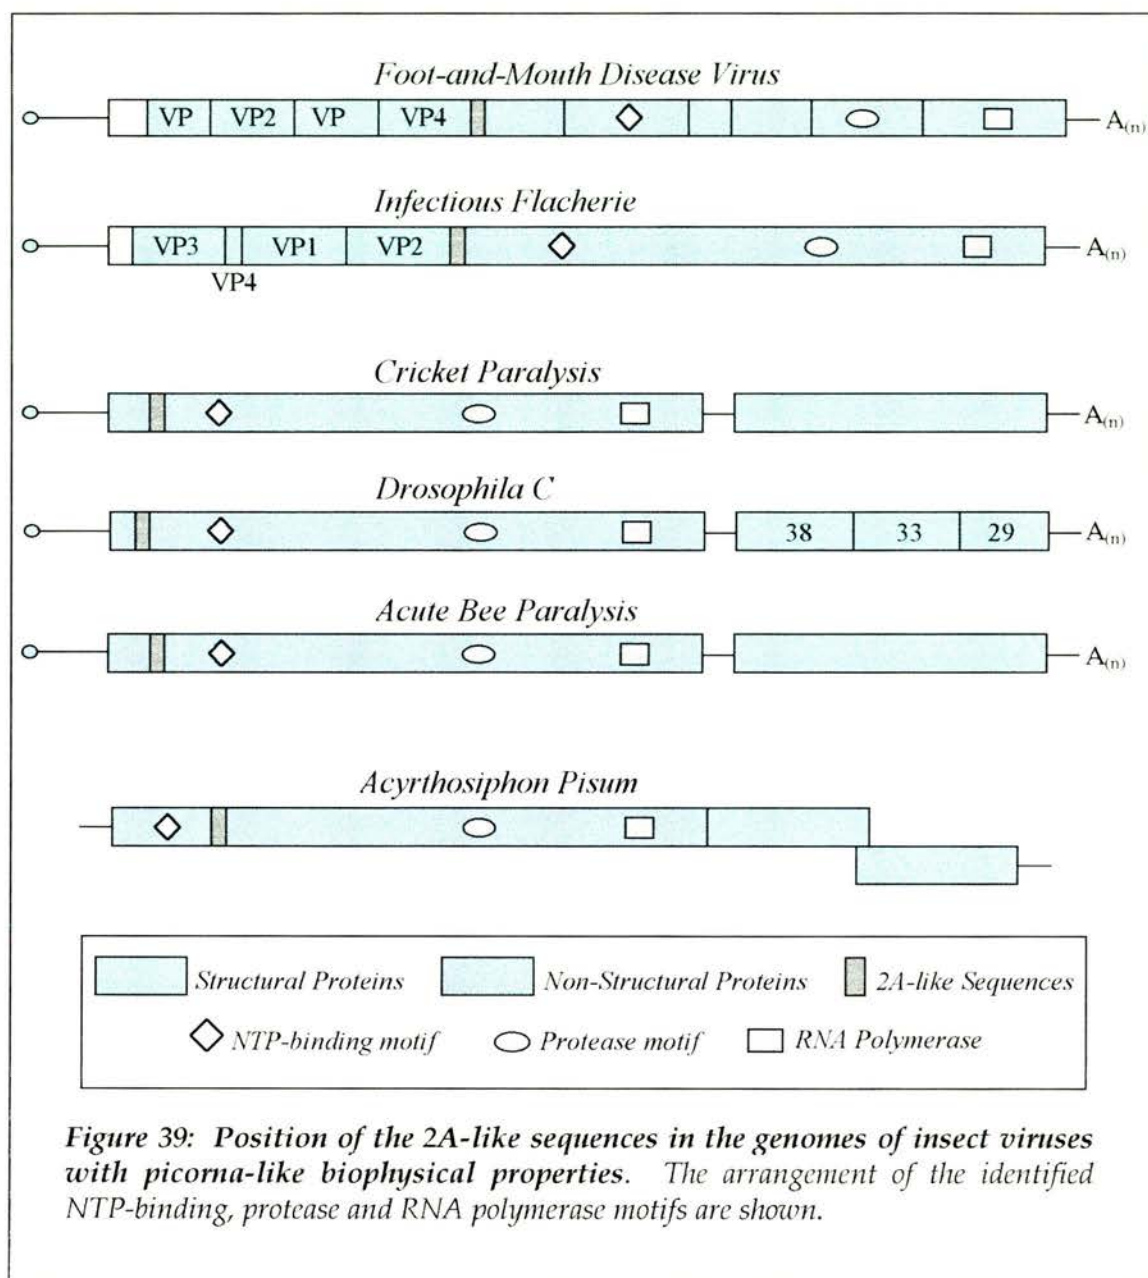 Foot-and-Mouth Disease Virus
VP VP2 VP VP4 A(n)
Infectious Flacherie
VP3 VP1 VP2 A(n)
VP4
Cricket Paralysis
A(n)
Drosophila C
38 33 29 A(n)
Acute Bee Paralysis
A(n)
Acyrthosiphon Pisum
Structural Proteins Non-Structural Proteins 2A-like Sequences
NTP-binding motif Protease motif RNA Polymerase
Figure 39: Position of the 2A-like sequences in the genomes of insect viruses
with picorna-like biophysical properties. The arrangement of the identified
NTP-binding, protease and RNA polymerase motifs are shown.